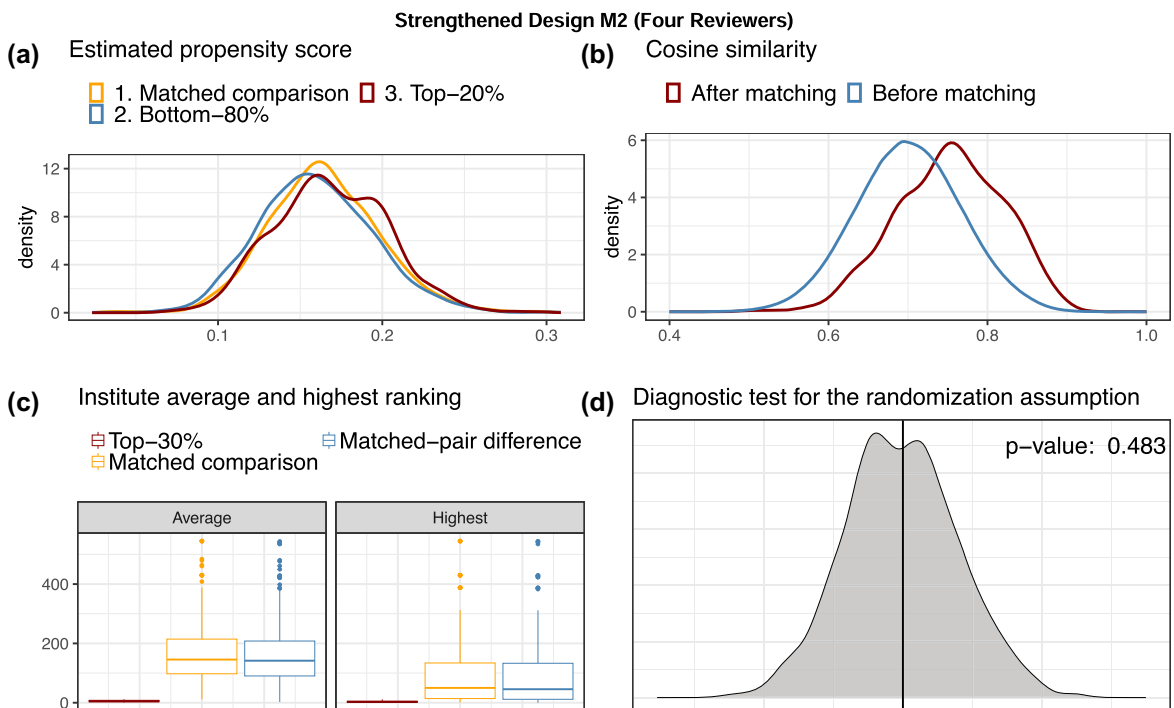 Strengthened Design M2 (Four Reviewers)
(a) Estimated propensity score
1. Matched comparison 3. Top−20%
2. Bottom−80%
12
8
4
0
density
0.1 0.2 0.3
(b) Cosine similarity
After matching Before matching
6
4
2
0
density
0.4 0.6 0.8 1.0
(c) Institute average and highest ranking
Top−30% Matched−pair difference
Matched comparison
Average Highest
400
200
0
(d) Diagnostic test for the randomization assumption
p−value: 0.483